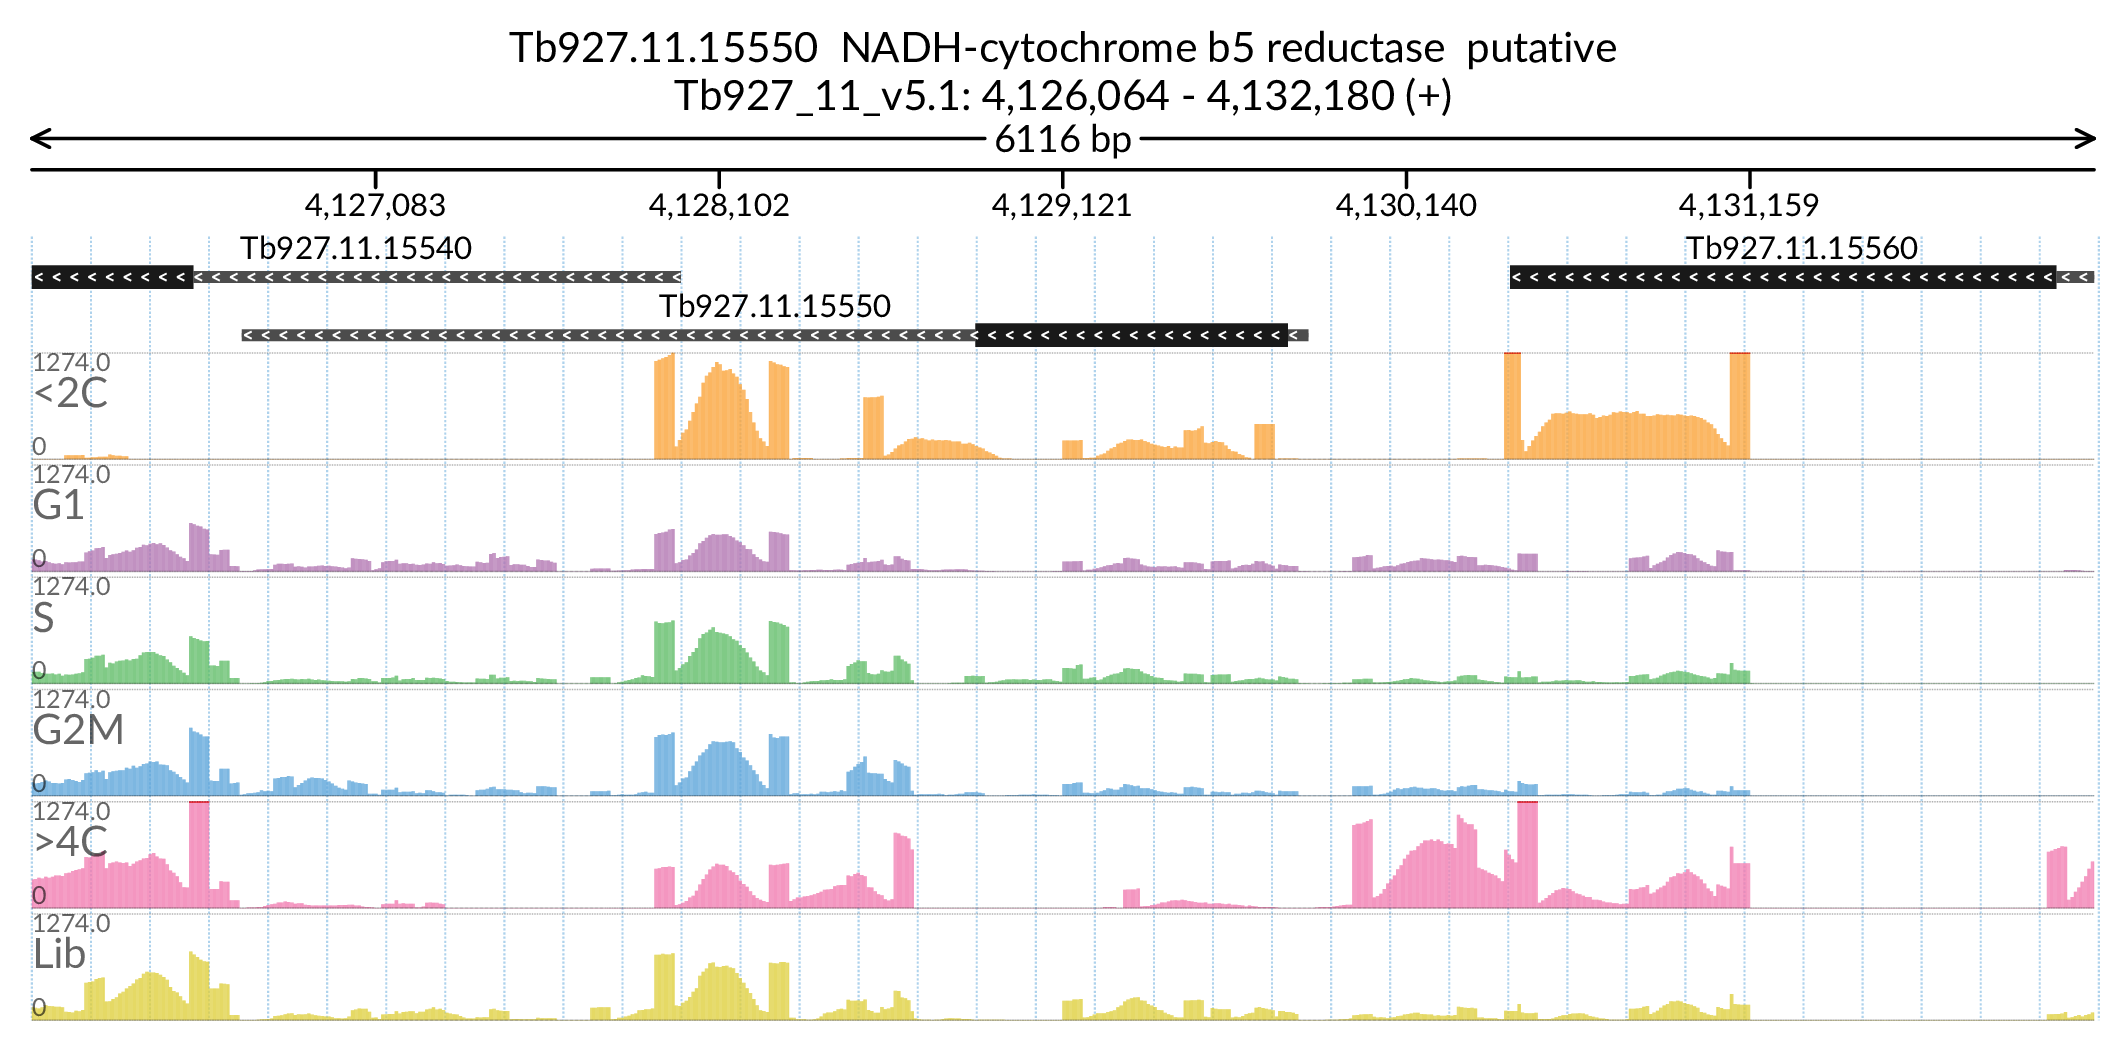 Tb927.11.15550  NADH-cytochrome b5 reductase  putative
Tb927_11_v5.1: 4,126,064 - 4,132,180 (+)
6116 bp
4,127,083 4,128,102 4,129,121 4,130,140 4,131,159
Tb927.11.15540 Tb927.11.15560
Tb927.11.15550
1274.0
<2C
0
1274.0
G1
0
1274.0
S
0
1274.0
G2M
0
1274.0
>4C
0
1274.0
Lib
0